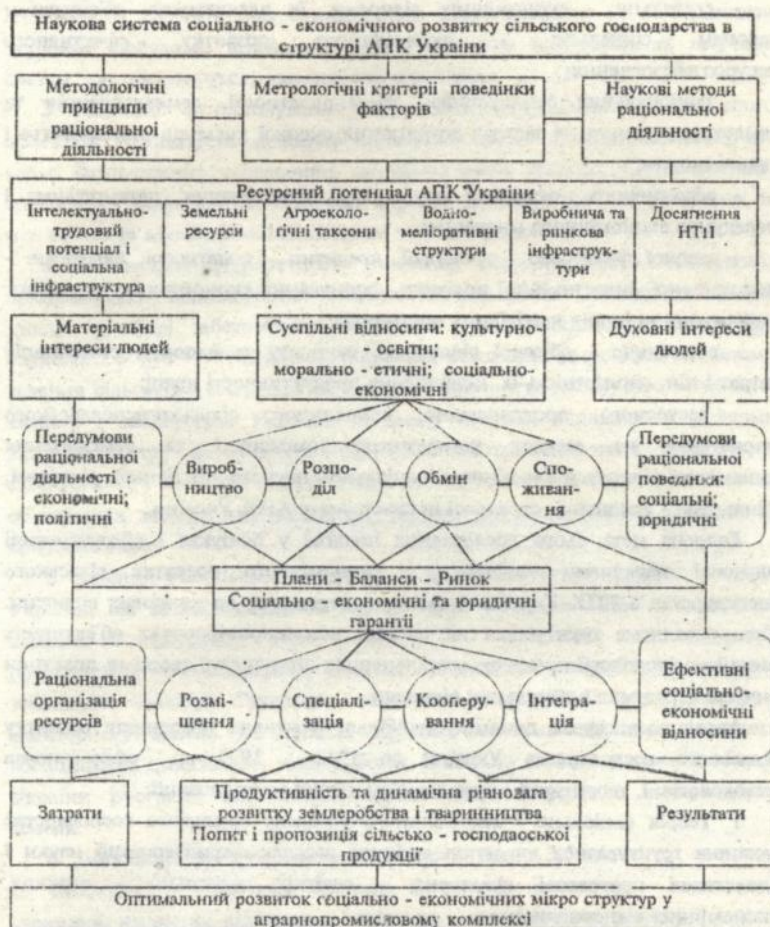 Наукова система соціально - економічного розвитку сільського господарства в
структурі АПК України
Методологічні
принципи
раціональної
діяльності
Метрологічні критерії поведінки
факторів
Наукові методи
раціональної
діяльності
Ресурсний потенціал АПК України
Інтелектуально-
трудовий
потенціал і
соціальна
інфраструктура
Земельні
ресурси
Агроеколо-
гічні таксони
Водно-
меліоративні
структури
Виробнича та
ринкова
інфраструк-
тури
Досягнення
НТП
Матеріальні
інтереси людей
Суспільні відносини: культурно-
- освітні;
морально - етичні; соціально-
економічні
Духовні інтереси
людей
Передумови
раціональної
діяльності
економічні;
політичні
Вироб-
ництво
Розпо-
діл
Обмін
Спо-
живан-
ня
Передумови
раціональної
поведінки:
соціальні;
юридичні
Плани - Баланси - Ринок
Соціально - економічні та юридичні
гарантії
Раціональна
організація
ресурсів
Розмі-
щення
Спеціалі-
зація
Кооперу-
вання
Інтегра-
ція
Ефективні
соціально-
економічні
відносини
Затрати
Продуктивність та динамічна рівновага
розвитку землеробства і тваринництва
Попит і пропозиція сільсько - господаоської
продукції
Результати
Оптимальний розвиток соціально - економічних мікро структур у
аграрнопромисловому комплексі